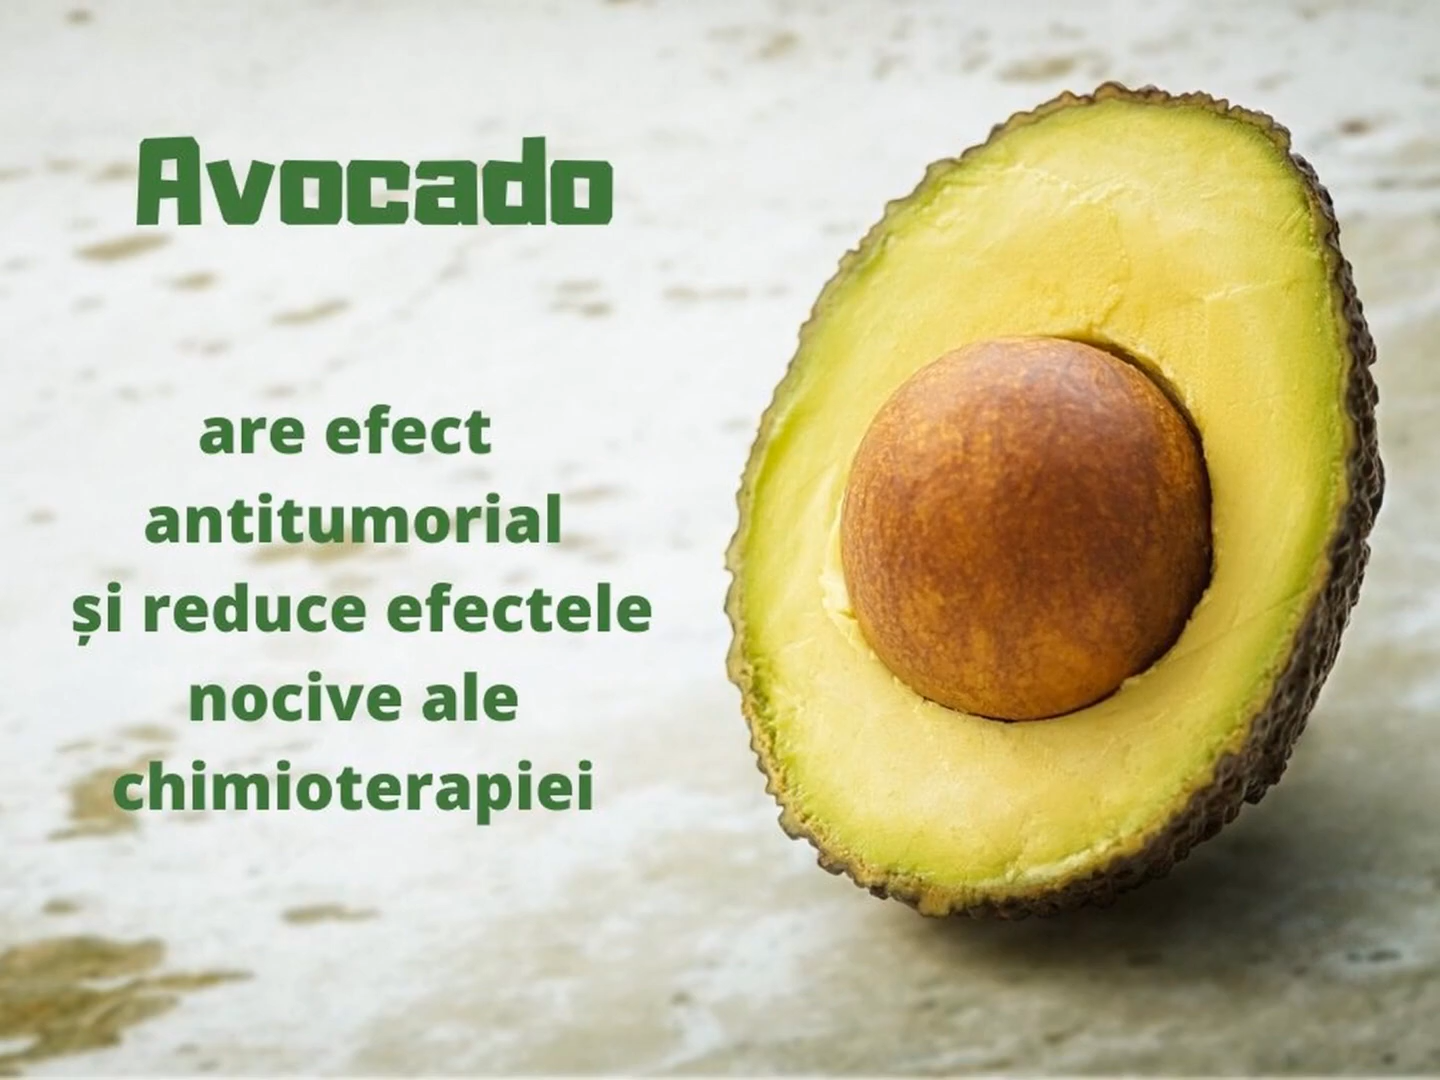 Avocado
are efect
antitumorial
și reduce efectele
nocive ale
chimioterapiei